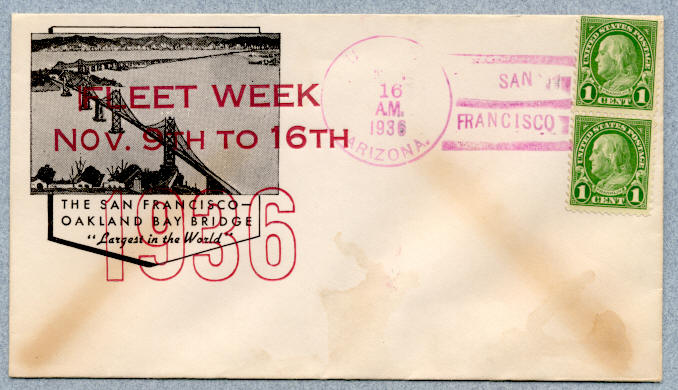 FLEET WEEK
NOV. 9TH TO 16TH
1936
THE SAN FRANCISCO–
OAKLAND BAY BRIDGE
"Largest in the World"
16
A.M.
1936
ARIZONA.
SAN
FRANCISCO
UNITED STATES POSTAGE
1 1
CENT
UNITED STATES POSTAGE
1 1
CENT